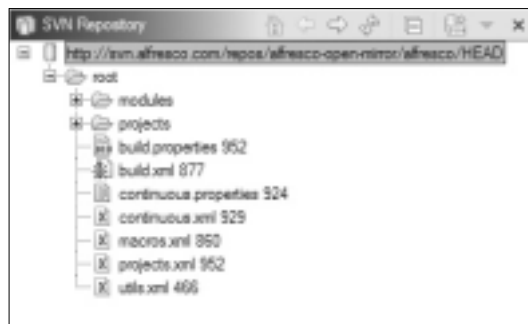 SVN Repository
http://svn.alfresco.com/repos/alfresco-open-mirror/alfresco/HEAD
root
modules
projects
build.properties 952
build.xml 877
continuous.properties 924
continuous.xml 929
macros.xml 860
projects.xml 952
utils.xml 466